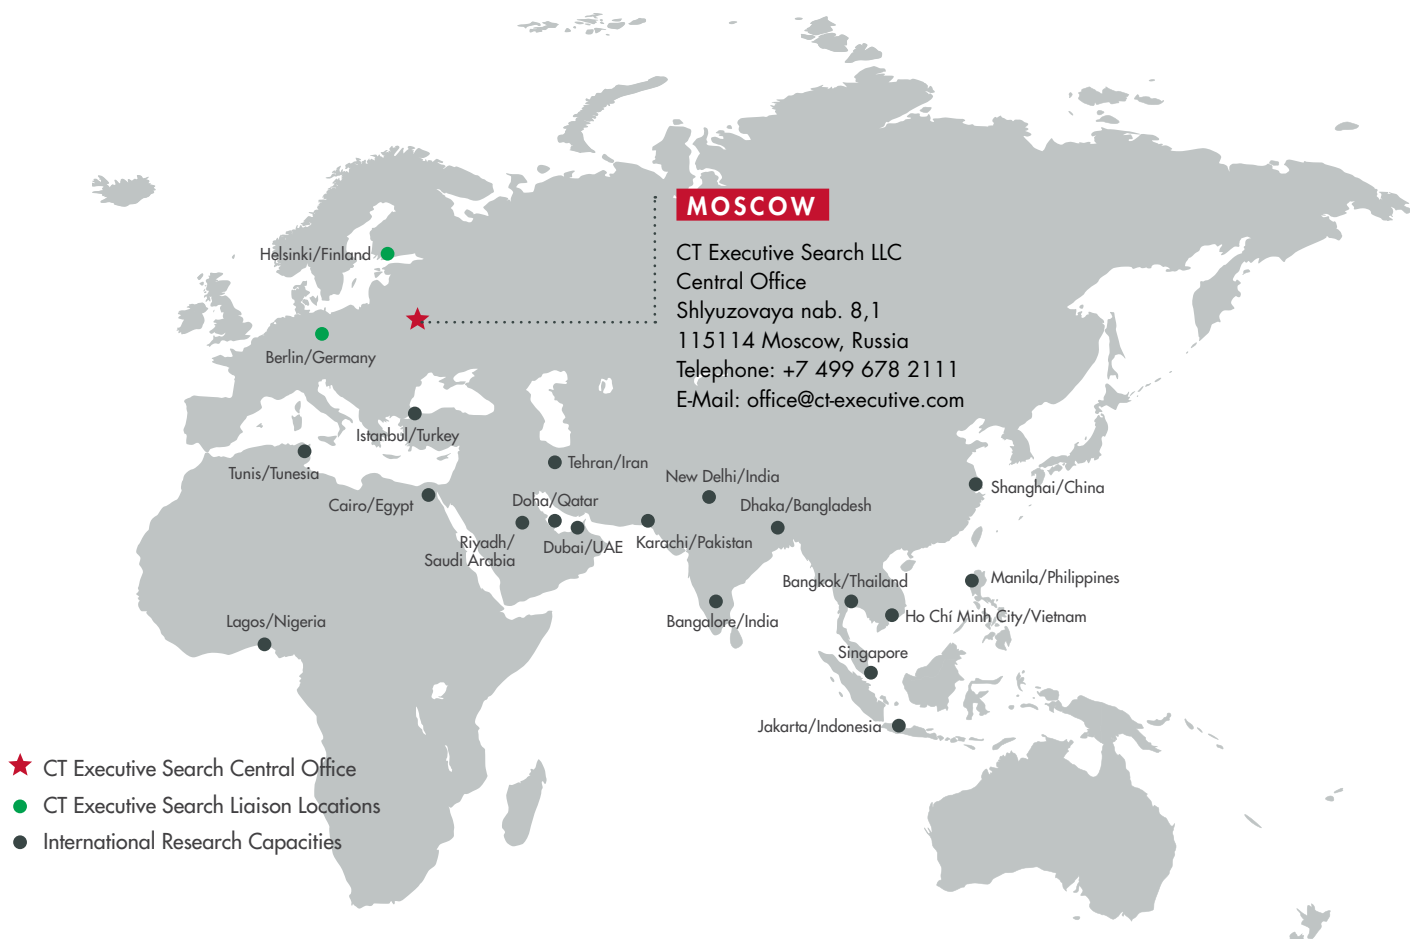 MOSCOW
CT Executive Search LLC
Central Office
Shlyuzovaya nab. 8,1
115114 Moscow, Russia
Telephone: +7 499 678 2111
E-Mail: office@ct-executive.com
Helsinki/Finland
Berlin/Germany
Istanbul/Turkey
Tunis/Tunesia
Tehran/Iran
New Delhi/India
Shanghai/China
Cairo/Egypt
Doha/Qatar
Dhaka/Bangladesh
Riyadh/
Saudi Arabia
Dubai/UAE
Karachi/Pakistan
Bangkok/Thailand
Manila/Philippines
Lagos/Nigeria
Bangalore/India
Ho Chí Minh City/Vietnam
Singapore
Jakarta/Indonesia
CT Executive Search Central Office
CT Executive Search Liaison Locations
International Research Capacities